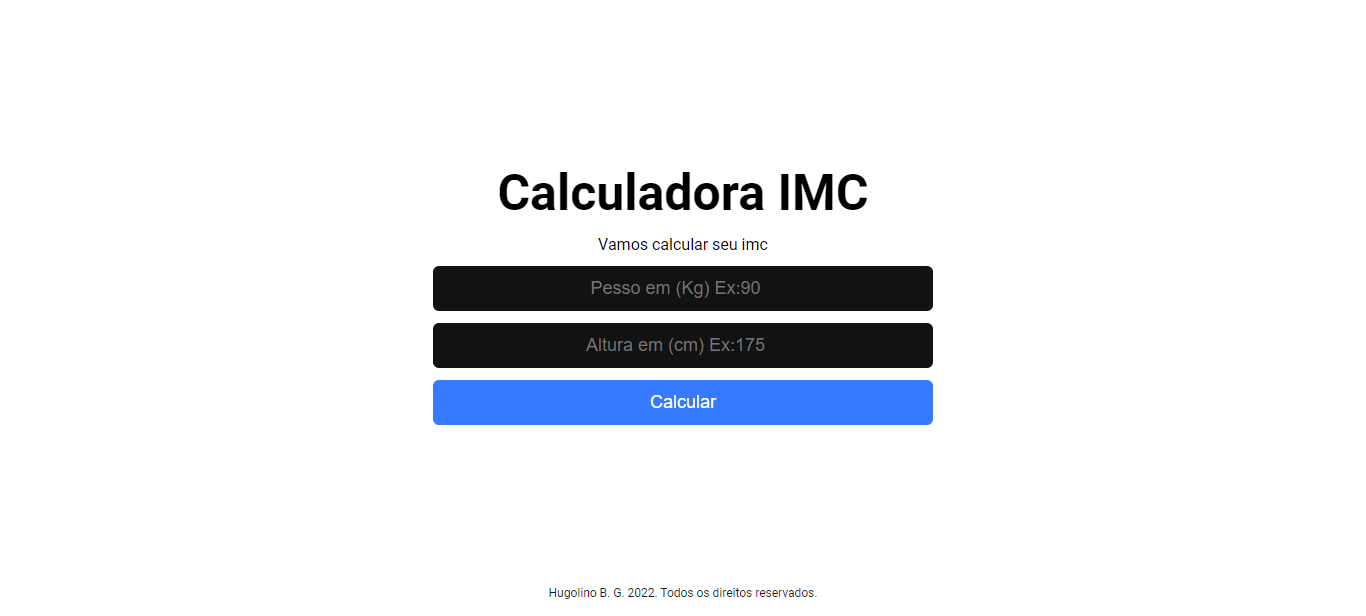 Calculadora IMC
Vamos calcular seu imc
Pesso em (Kg) Ex:90
Altura em (cm) Ex:175
Calcular
Hugolino B. G. 2022. Todos os direitos reservados.